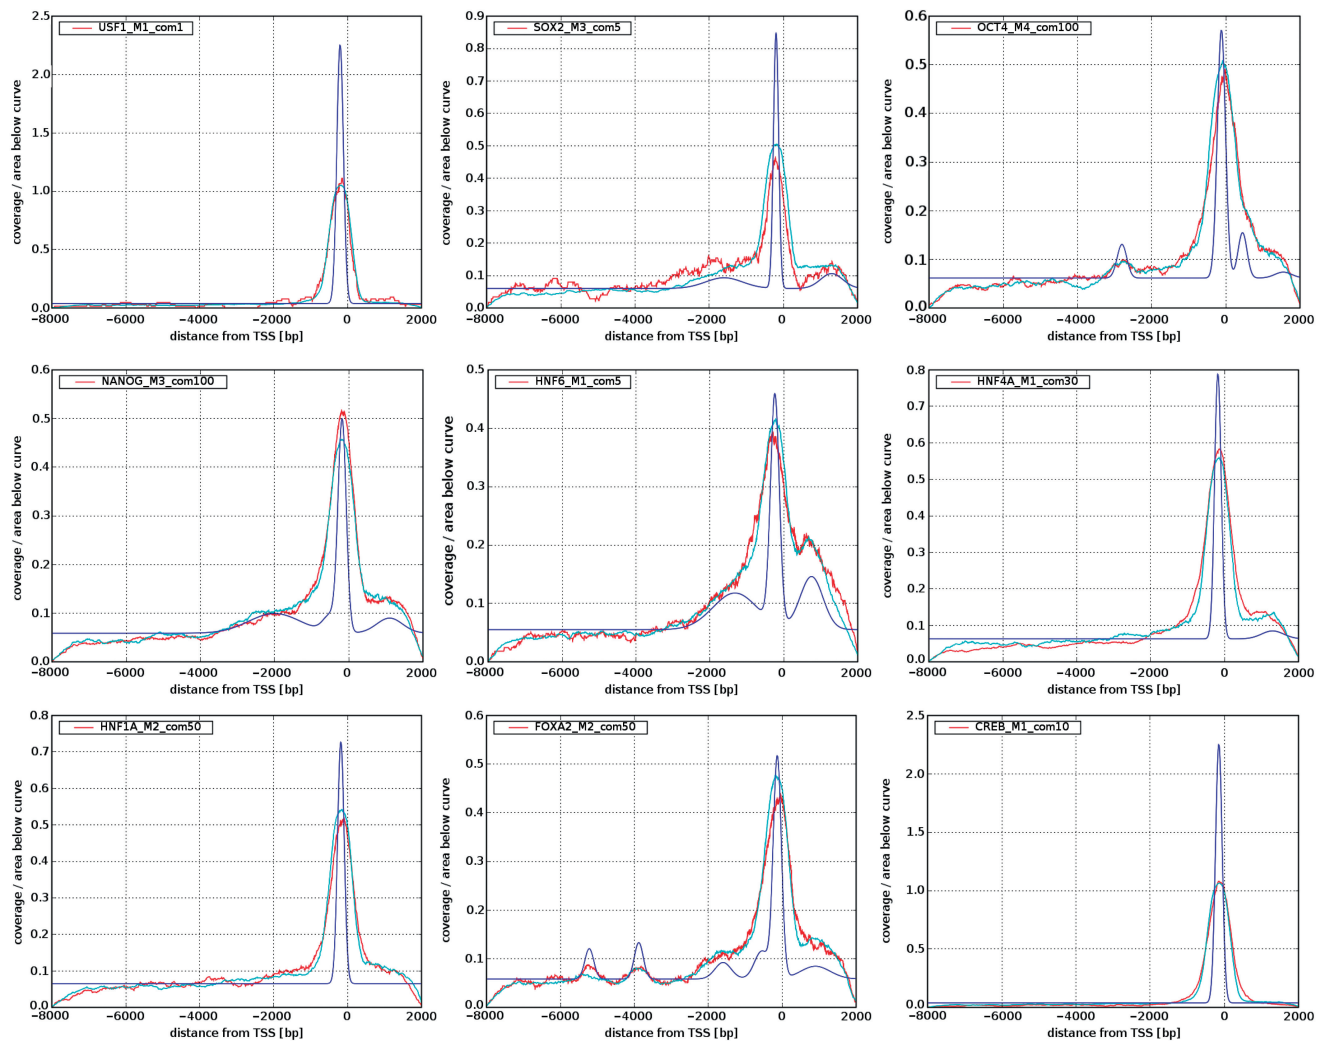 USF1_M1_com1
2.5
2.0
1.5
1.0
0.5
0.0
−8000 −6000 −4000 −2000 0 2000
distance from TSS [bp]
coverage / area below curve
SOX2_M3_com5
0.9
0.8
0.7
0.6
0.5
0.4
0.3
0.2
0.1
0.0
−8000 −6000 −4000 −2000 0 2000
distance from TSS [bp]
coverage / area below curve
OCT4_M4_com100
0.6
0.5
0.4
0.3
0.2
0.1
0.0
−8000 −6000 −4000 −2000 0 2000
distance from TSS [bp]
coverage / area below curve
NANOG_M3_com100
0.6
0.5
0.4
0.3
0.2
0.1
0.0
−8000 −6000 −4000 −2000 0 2000
distance from TSS [bp]
coverage / area below curve
HNF6_M1_com5
0.5
0.4
0.3
0.2
0.1
0.0
−8000 −6000 −4000 −2000 0 2000
distance from TSS [bp]
coverage / area below curve
HNF4A_M1_com30
0.8
0.7
0.6
0.5
0.4
0.3
0.2
0.1
0.0
−8000 −6000 −4000 −2000 0 2000
distance from TSS [bp]
coverage / area below curve
HNF1A_M2_com50
0.8
0.7
0.6
0.5
0.4
0.3
0.2
0.1
0.0
−8000 −6000 −4000 −2000 0 2000
distance from TSS [bp]
coverage / area below curve
FOXA2_M2_com50
0.6
0.5
0.4
0.3
0.2
0.1
0.0
−8000 −6000 −4000 −2000 0 2000
distance from TSS [bp]
coverage / area below curve
CREB_M1_com10
2.5
2.0
1.5
1.0
0.5
0.0
−8000 −6000 −4000 −2000 0 2000
distance from TSS [bp]
coverage / area below curve